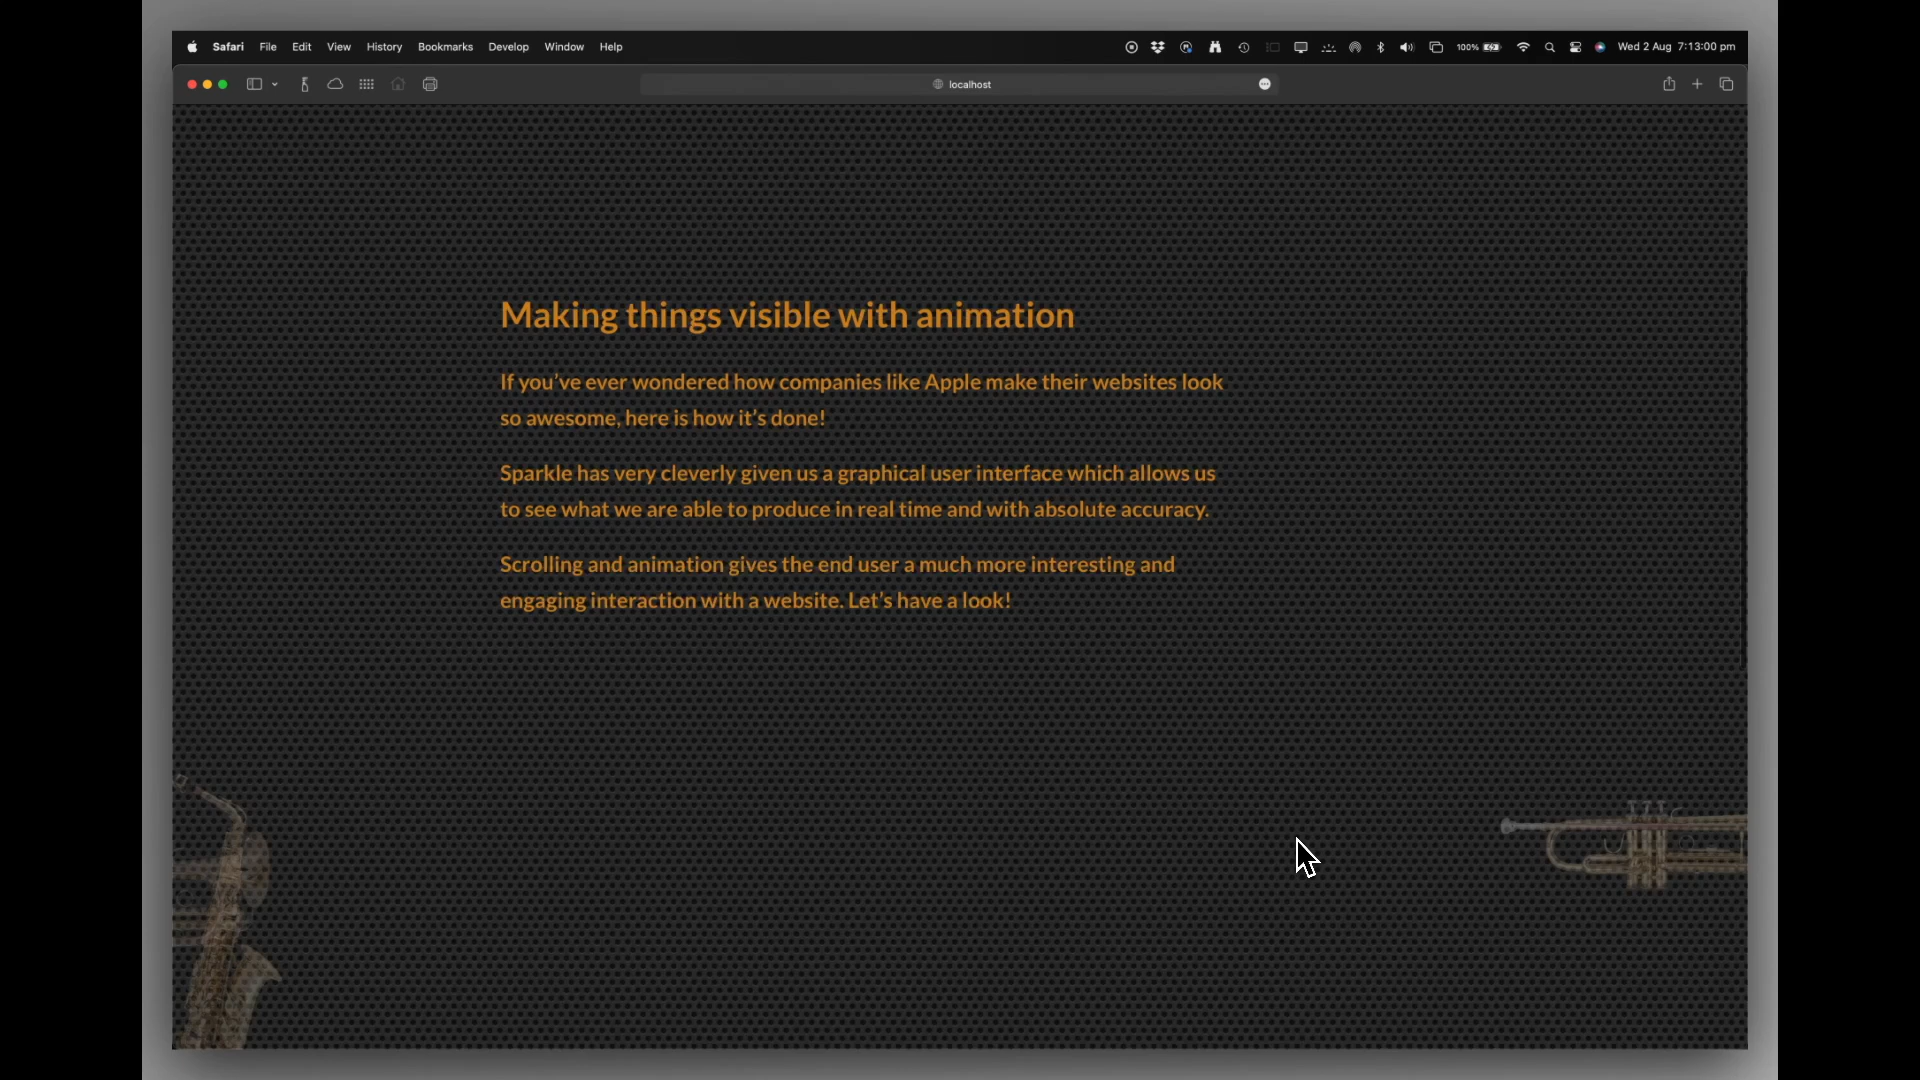 Safari File Edit View History Bookmarks Develop Window Help 100% Wed 2 Aug 7:13:00 pm
localhost
Making things visible with animation
If you’ve ever wondered how companies like Apple make their websites look
so awesome, here is how it’s done!
Sparkle has very cleverly given us a graphical user interface which allows us
to see what we are able to produce in real time and with absolute accuracy.
Scrolling and animation gives the end user a much more interesting and
engaging interaction with a website. Let’s have a look!